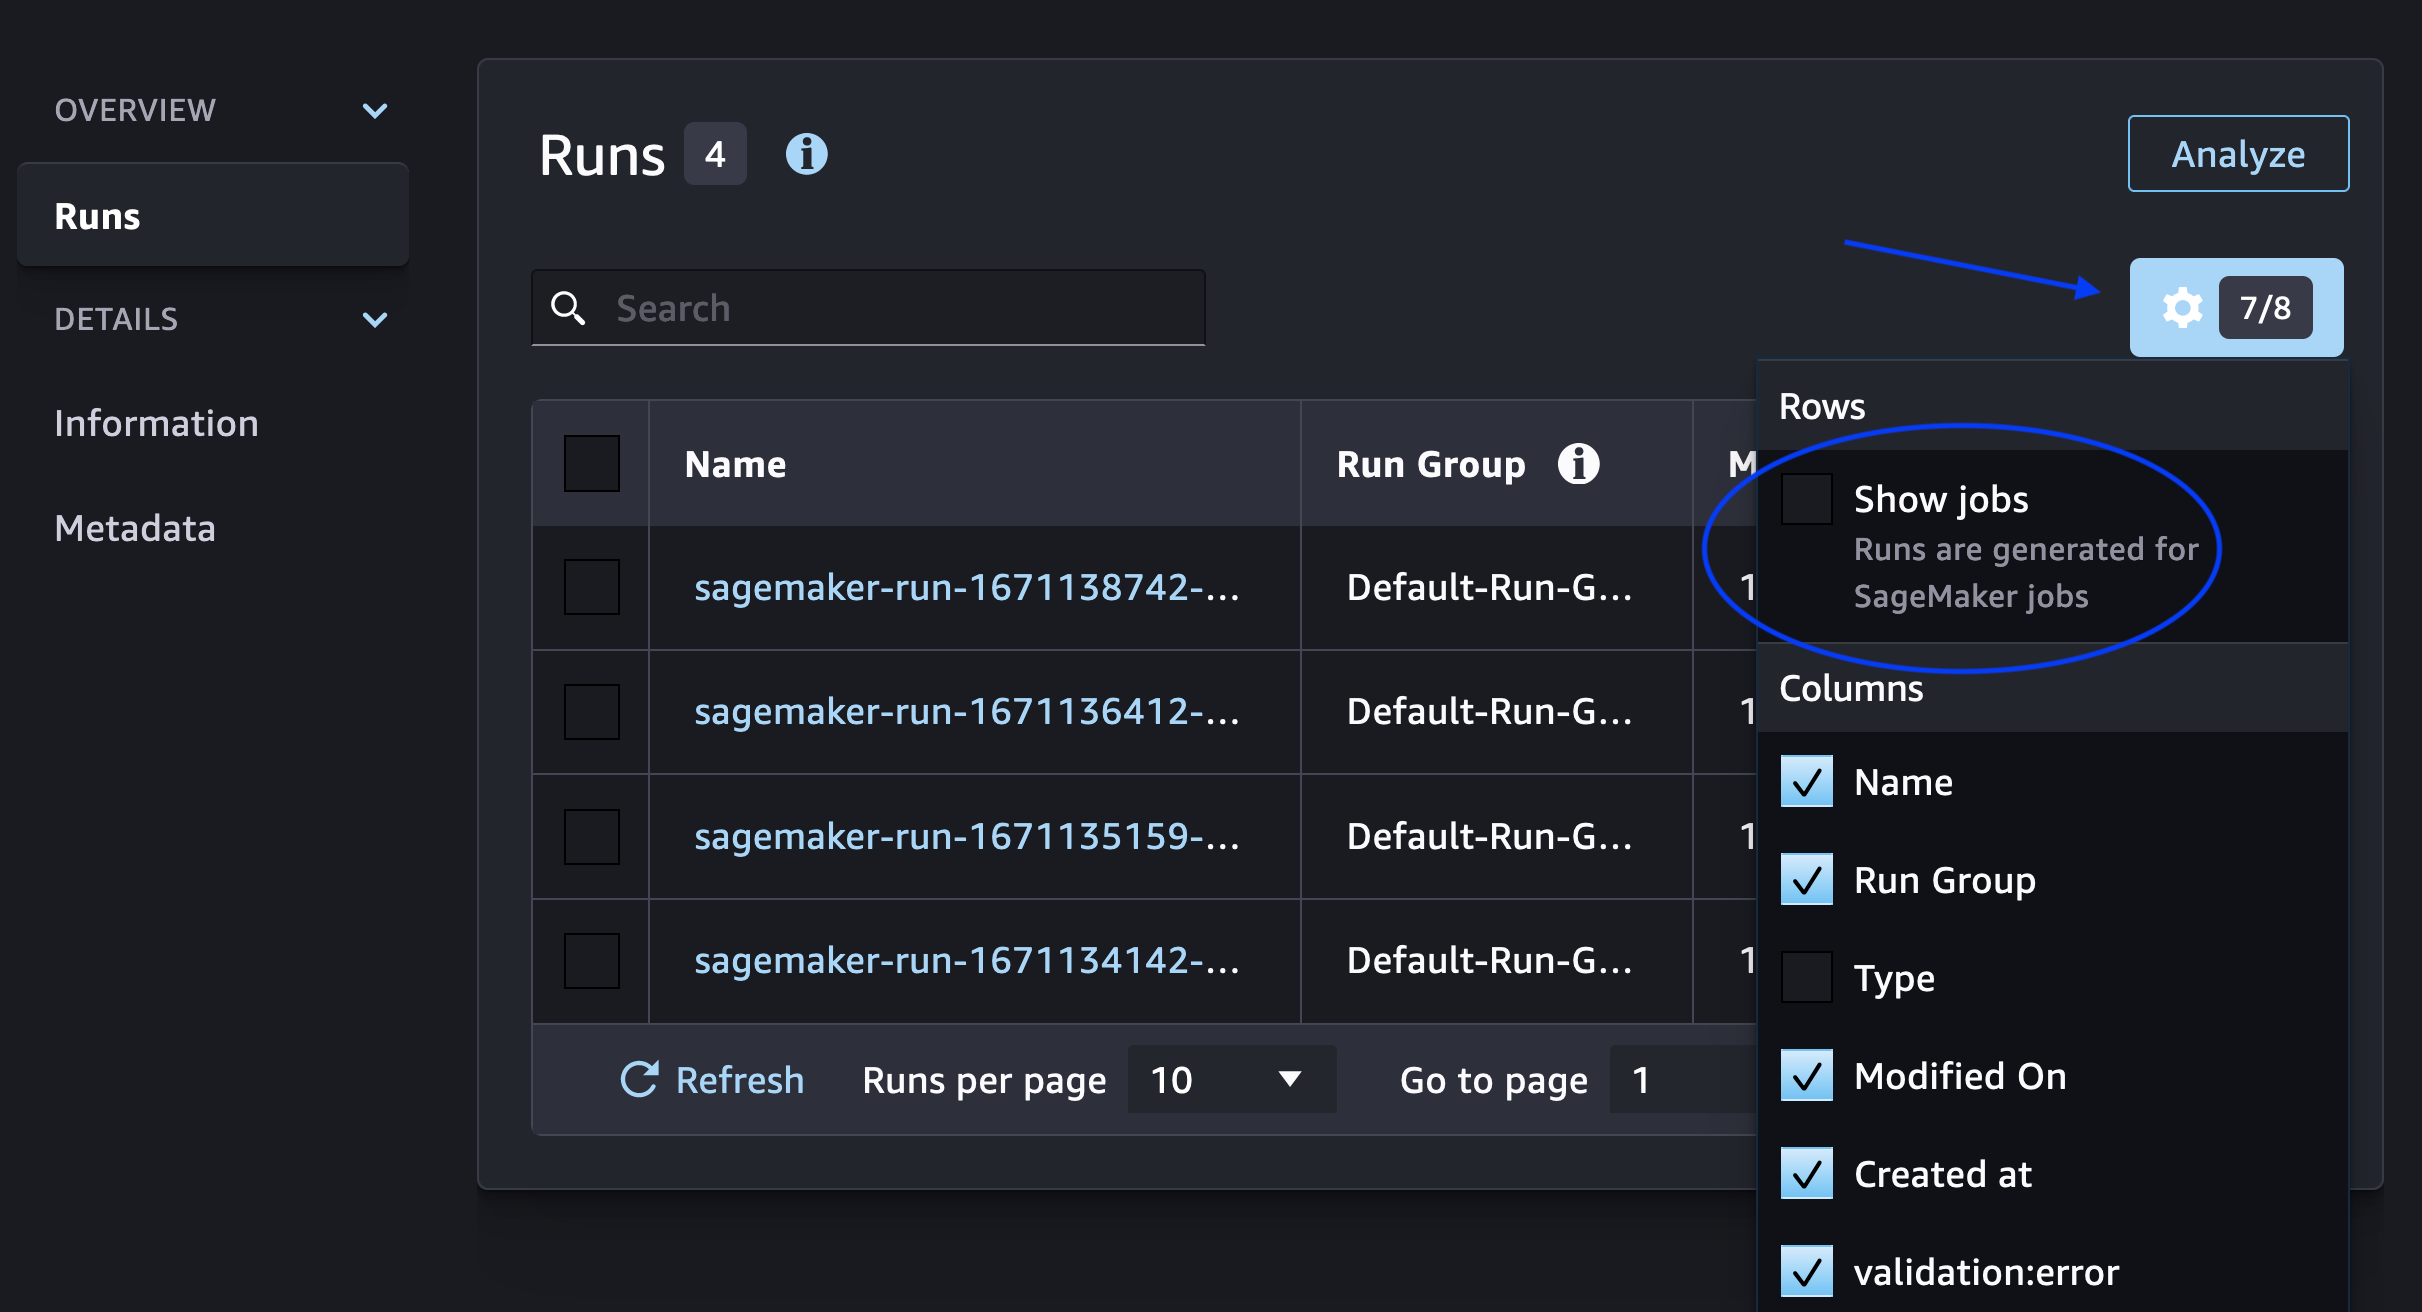 OVERVIEW
Runs
DETAILS
Information
Metadata
Runs 4
Analyze
Search
7/8
Name Run Group M
sagemaker-run-1671138742-... Default-Run-G... 1
sagemaker-run-1671136412-... Default-Run-G... 1
sagemaker-run-1671135159-... Default-Run-G... 1
sagemaker-run-1671134142-... Default-Run-G... 1
Refresh Runs per page 10 Go to page 1
Rows
Show jobs
Runs are generated for
SageMaker jobs
Columns
Name
Run Group
Type
Modified On
Created at
validation:error